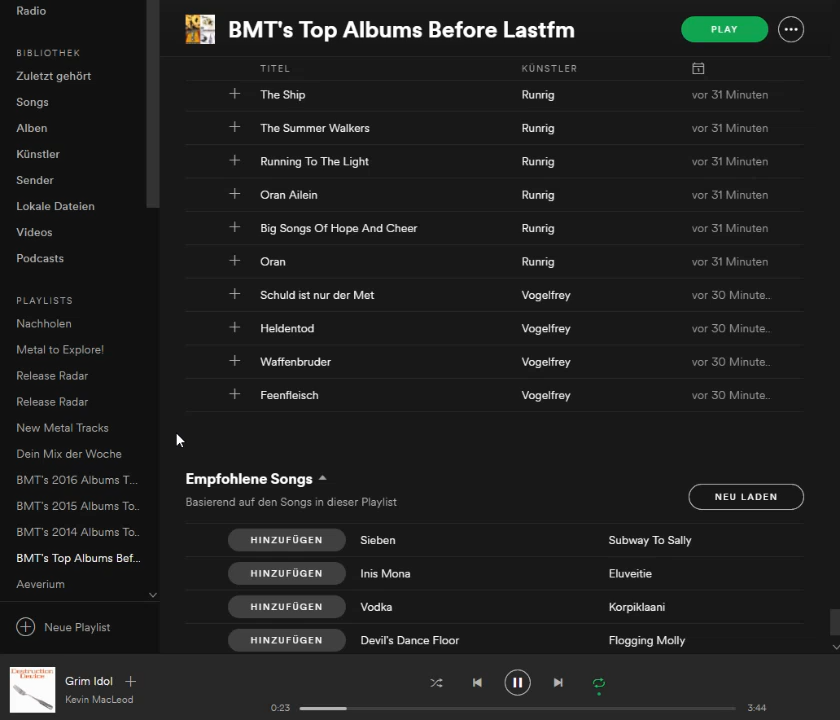 Radio
BIBLIOTHEK
Zuletzt gehört
Songs
Alben
Künstler
Sender
Lokale Dateien
Videos
Podcasts
PLAYLISTS
Nachholen
Metal to Explore!
Release Radar
Release Radar
New Metal Tracks
Dein Mix der Woche
BMT's 2016 Albums T...
BMT's 2015 Albums To..
BMT's 2014 Albums To..
BMT's Top Albums Bef...
Aeverium
Neue Playlist
BMT's Top Albums Before Lastfm
PLAY
TITEL KÜNSTLER
The Ship Runrig vor 31 Minuten
The Summer Walkers Runrig vor 31 Minuten
Running To The Light Runrig vor 31 Minuten
Oran Ailein Runrig vor 31 Minuten
Big Songs Of Hope And Cheer Runrig vor 31 Minuten
Oran Runrig vor 31 Minuten
Schuld ist nur der Met Vogelfrey vor 30 Minute..
Heldentod Vogelfrey vor 30 Minute..
Waffenbruder Vogelfrey vor 30 Minute..
Feenfleisch Vogelfrey vor 30 Minute..
Empfohlene Songs
Basierend auf den Songs in dieser Playlist
NEU LADEN
HINZUFÜGEN Sieben Subway To Sally
HINZUFÜGEN Inis Mona Eluveitie
HINZUFÜGEN Vodka Korpiklaani
HINZUFÜGEN Devil's Dance Floor Flogging Molly
Grim Idol
Kevin MacLeod
0:23 3:44